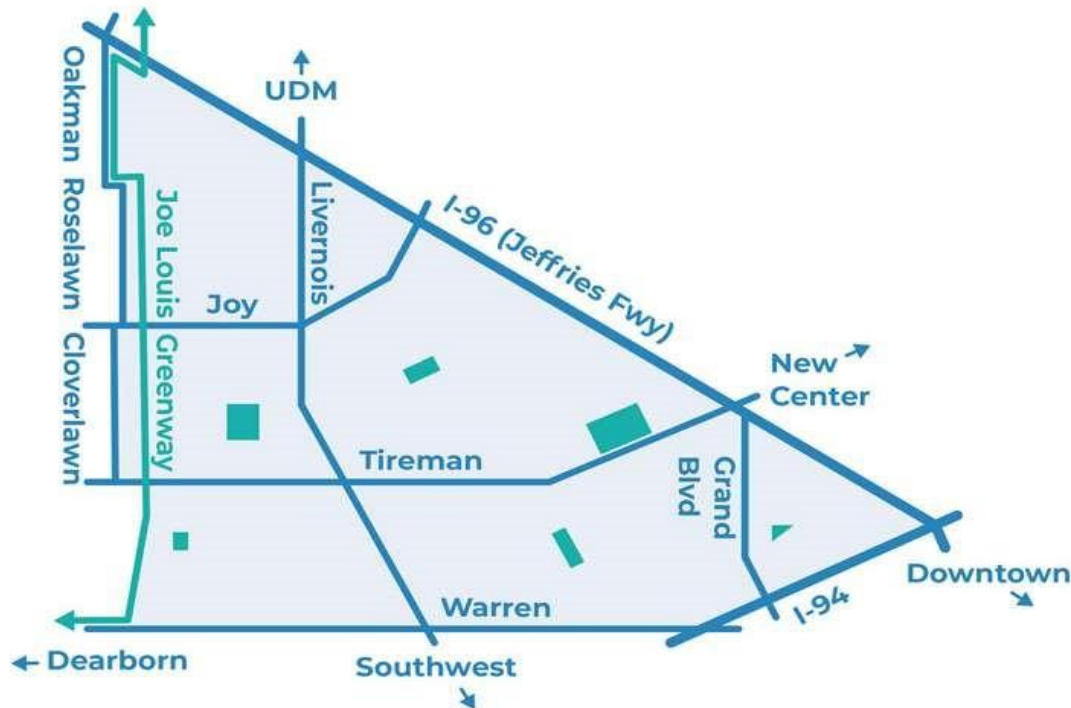 UDM
Oakman
Roselawn
Joe Louis Greenway
Livernois
I-96 (Jeffries Fwy)
Joy
Cloverlawn
New
Center
Tireman
Grand
Blvd
Downtown
I-94
Warren
Dearborn
Southwest